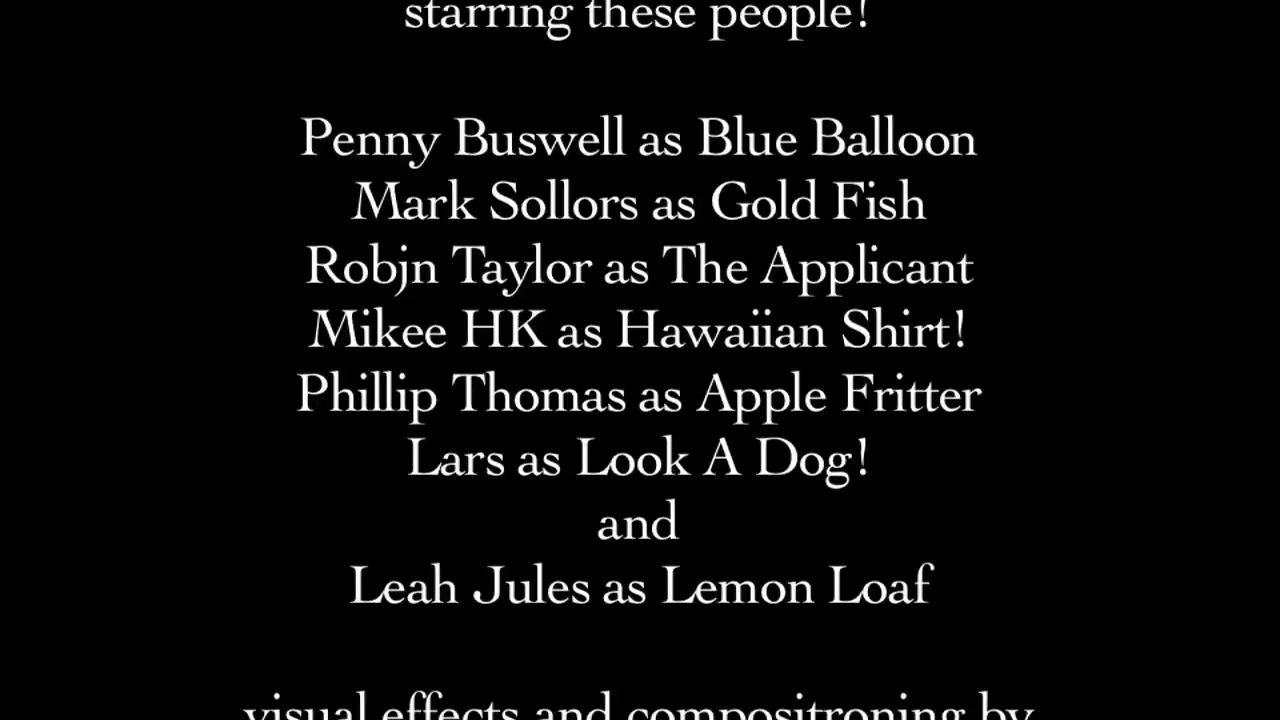 starring these people!
Penny Buswell as Blue Balloon
Mark Sollors as Gold Fish
Robjn Taylor as The Applicant
Mikee HK as Hawaiian Shirt!
Phillip Thomas as Apple Fritter
Lars as Look A Dog!
and
Leah Jules as Lemon Loaf
visual effects and compositroning by